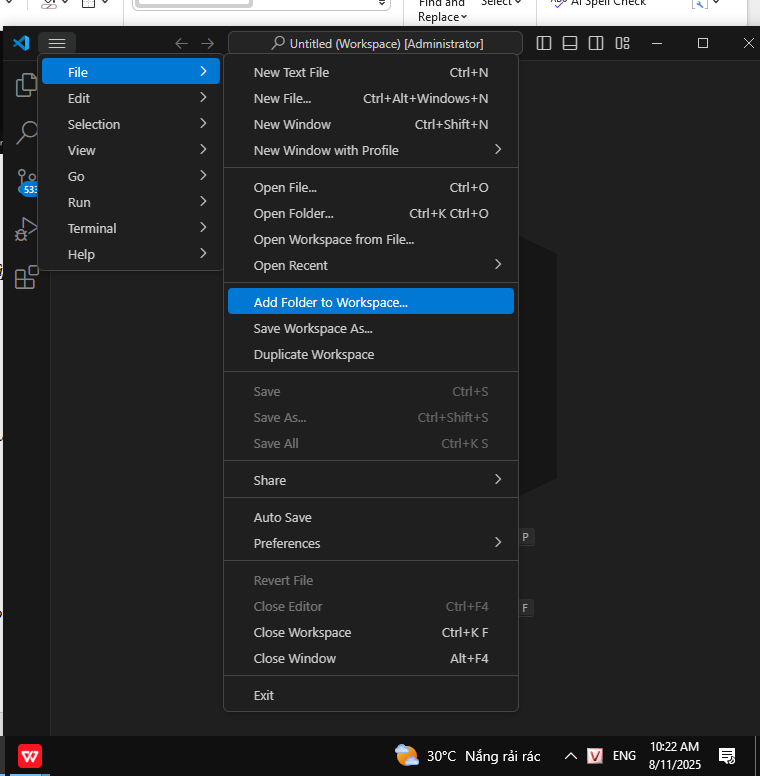 Find and
Replace
Select
AI Spell Check
Untitled (Workspace) [Administrator]
File
Edit
Selection
View
Go
Run
Terminal
Help
533
New Text File Ctrl+N
New File... Ctrl+Alt+Windows+N
New Window Ctrl+Shift+N
New Window with Profile
Open File... Ctrl+O
Open Folder... Ctrl+K Ctrl+O
Open Workspace from File...
Open Recent
Add Folder to Workspace...
Save Workspace As...
Duplicate Workspace
Save Ctrl+S
Save As... Ctrl+Shift+S
Save All Ctrl+K S
Share
Auto Save
Preferences
Revert File
Close Editor Ctrl+F4
Close Workspace Ctrl+K F
Close Window Alt+F4
Exit
P
F
30°C Nắng rải rác
V
ENG
10:22 AM
8/11/2025